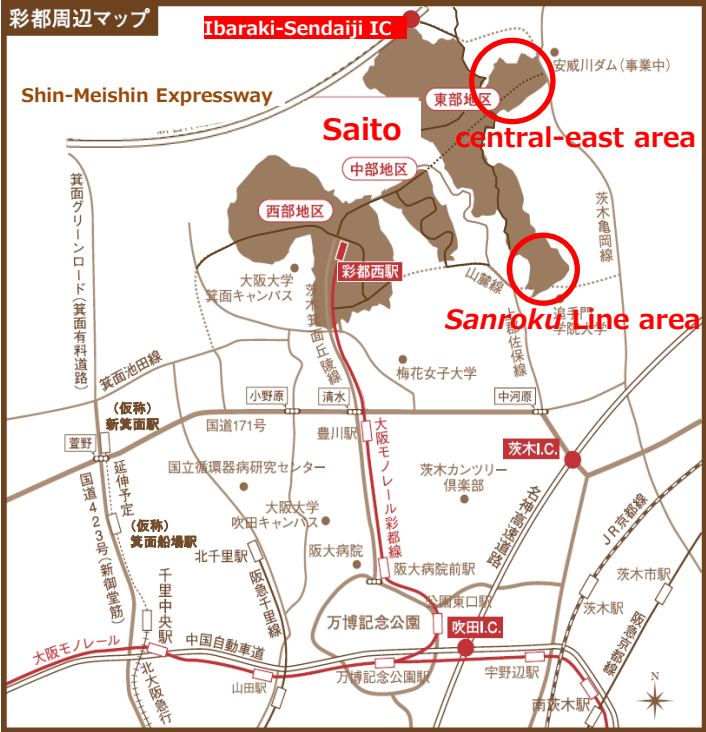 彩都周辺マップ
Ibaraki-Sendaiji IC
安威川ダム(事業中)
Shin-Meishin Expressway
東部地区
Saito
central-east area
中部地区
箕面グリーンロード(箕面有料道路)
西部地区
茨木亀岡線
彩都西駅
大阪大学
箕面キャンパス
山麓線
茨木箕面丘陵線
追手門
学院大学
Sanroku Line area
上郡佐保線
箕面池田線
梅花女子大学
小野原
清水
中河原
(仮称)
新箕面駅
国道171号
豊川駅
萱野
茨木I.C.
延伸予定
国立循環器病研究センター
大阪モノレール彩都線
茨木カンツリー
倶楽部
名神高速道路
JR京都線
国道423号(新御堂筋)
大阪大学
吹田キャンパス
(仮称)
箕面船場駅
北千里駅
阪大病院
阪大病院前駅
茨木市駅
阪急千里線
千里中央駅
公園東口駅
茨木駅
万博記念公園
吹田I.C.
阪急京都線
大阪モノレール
中国自動車道
宇野辺駅
万博記念公園駅
山田駅
北大阪急行
南茨木駅
N